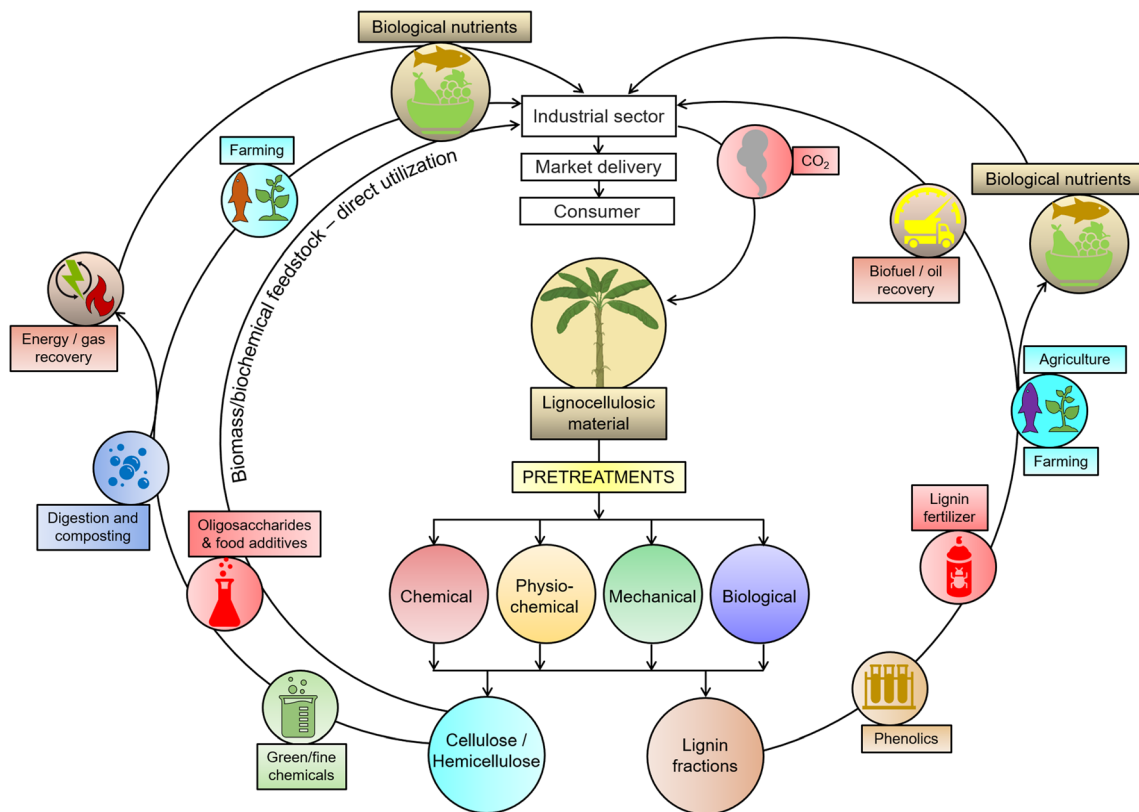 Biological nutrients
Industrial sector
Market delivery
Consumer
CO₂
Farming
Biomass/biochemical feedstock – direct utilization
Biological nutrients
Biofuel / oil
recovery
Energy / gas
recovery
Lignocellulosic
material
Agriculture
Farming
PRETREATMENTS
Digestion and
composting
Oligosaccharides
& food additives
Lignin
fertilizer
Chemical
Physio-
chemical
Mechanical
Biological
Phenolics
Green/fine
chemicals
Cellulose /
Hemicellulose
Lignin
fractions